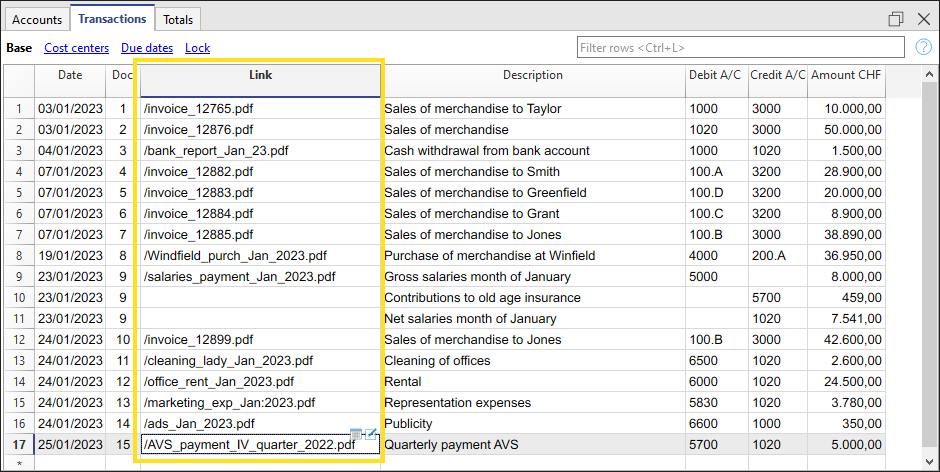 Accounts Transactions Totals
Base Cost centers Due dates Lock Filter rows <Ctrl+L> ?
Date Doc Link Description Debit A/C Credit A/C Amount CHF
1 03/01/2023 1 /invoice_12765.pdf Sales of merchandise to Taylor 1000 3000 10.000,00
2 03/01/2023 2 /invoice_12876.pdf Sales of merchandise 1020 3000 50.000,00
3 04/01/2023 3 /bank_report_Jan_23.pdf Cash withdrawal from bank account 1000 1020 1.500,00
4 07/01/2023 4 /invoice_12882.pdf Sales of merchandise to Smith 100.A 3200 28.900,00
5 07/01/2023 5 /invoice_12883.pdf Sales of merchandise to Greenfield 100.D 3200 20.000,00
6 07/01/2023 6 /invoice_12884.pdf Sales of merchandise to Grant 100.C 3200 8.900,00
7 07/01/2023 7 /invoice_12885.pdf Sales of merchandise to Jones 100.B 3000 38.890,00
8 19/01/2023 8 /Windfield_purch_Jan_2023.pdf Purchase of merchandise at Winfield 4000 200.A 36.950,00
9 23/01/2023 9 /salaries_payment_Jan_2023.pdf Gross salaries month of January 5000 8.000,00
10 23/01/2023 9 Contributions to old age insurance 5700 459,00
11 23/01/2023 9 Net salaries month of January 1020 7.541,00
12 24/01/2023 10 /invoice_12899.pdf Sales of merchandise to Jones 100.B 3000 42.600,00
13 24/01/2023 11 /cleaning_lady_Jan_2023.pdf Cleaning of offices 6500 1020 2.600,00
14 24/01/2023 12 /office_rent_Jan_2023.pdf Rental 6000 1020 24.500,00
15 24/01/2023 13 /marketing_exp_Jan:2023.pdf Representation expenses 5830 1020 3.780,00
16 24/01/2023 14 /ads_Jan_2023.pdf Publicity 6600 1000 350,00
17 25/01/2023 15 /AVS_payment_IV_quarter_2022.pdf Quarterly payment AVS 5700 1020 5.000,00
*